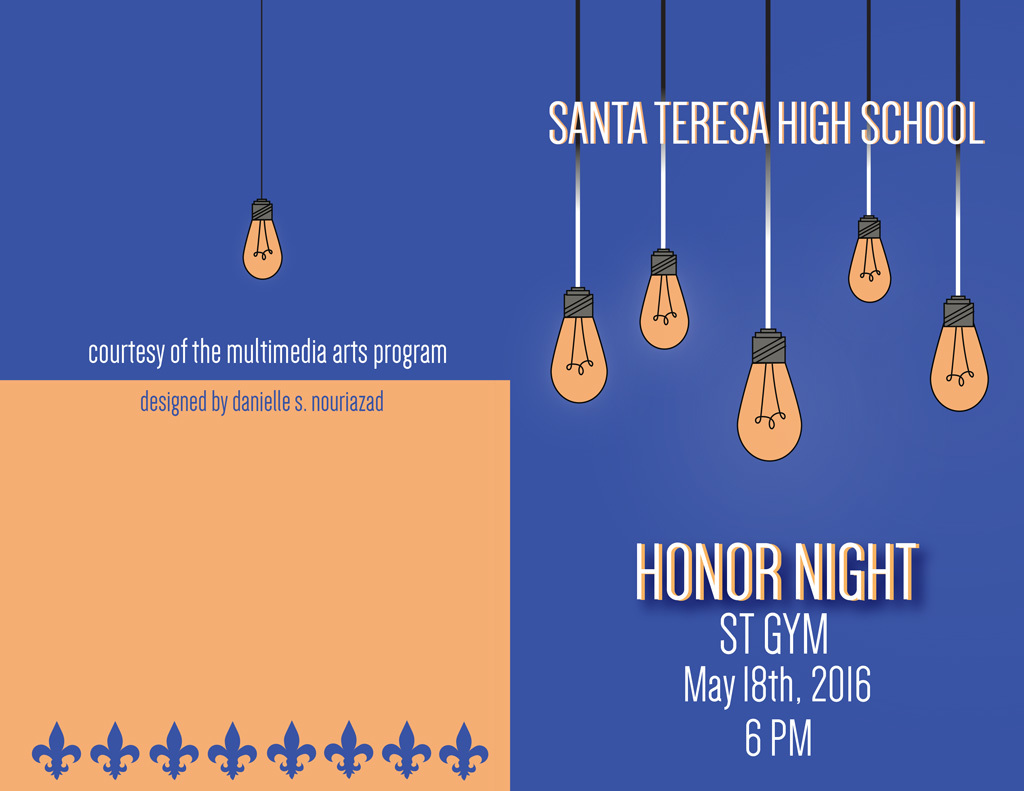 courtesy of the multimedia arts program
designed by danielle s. nouriazad
SANTA TERESA HIGH SCHOOL
HONOR NIGHT
ST GYM
May 18th, 2016
6 PM